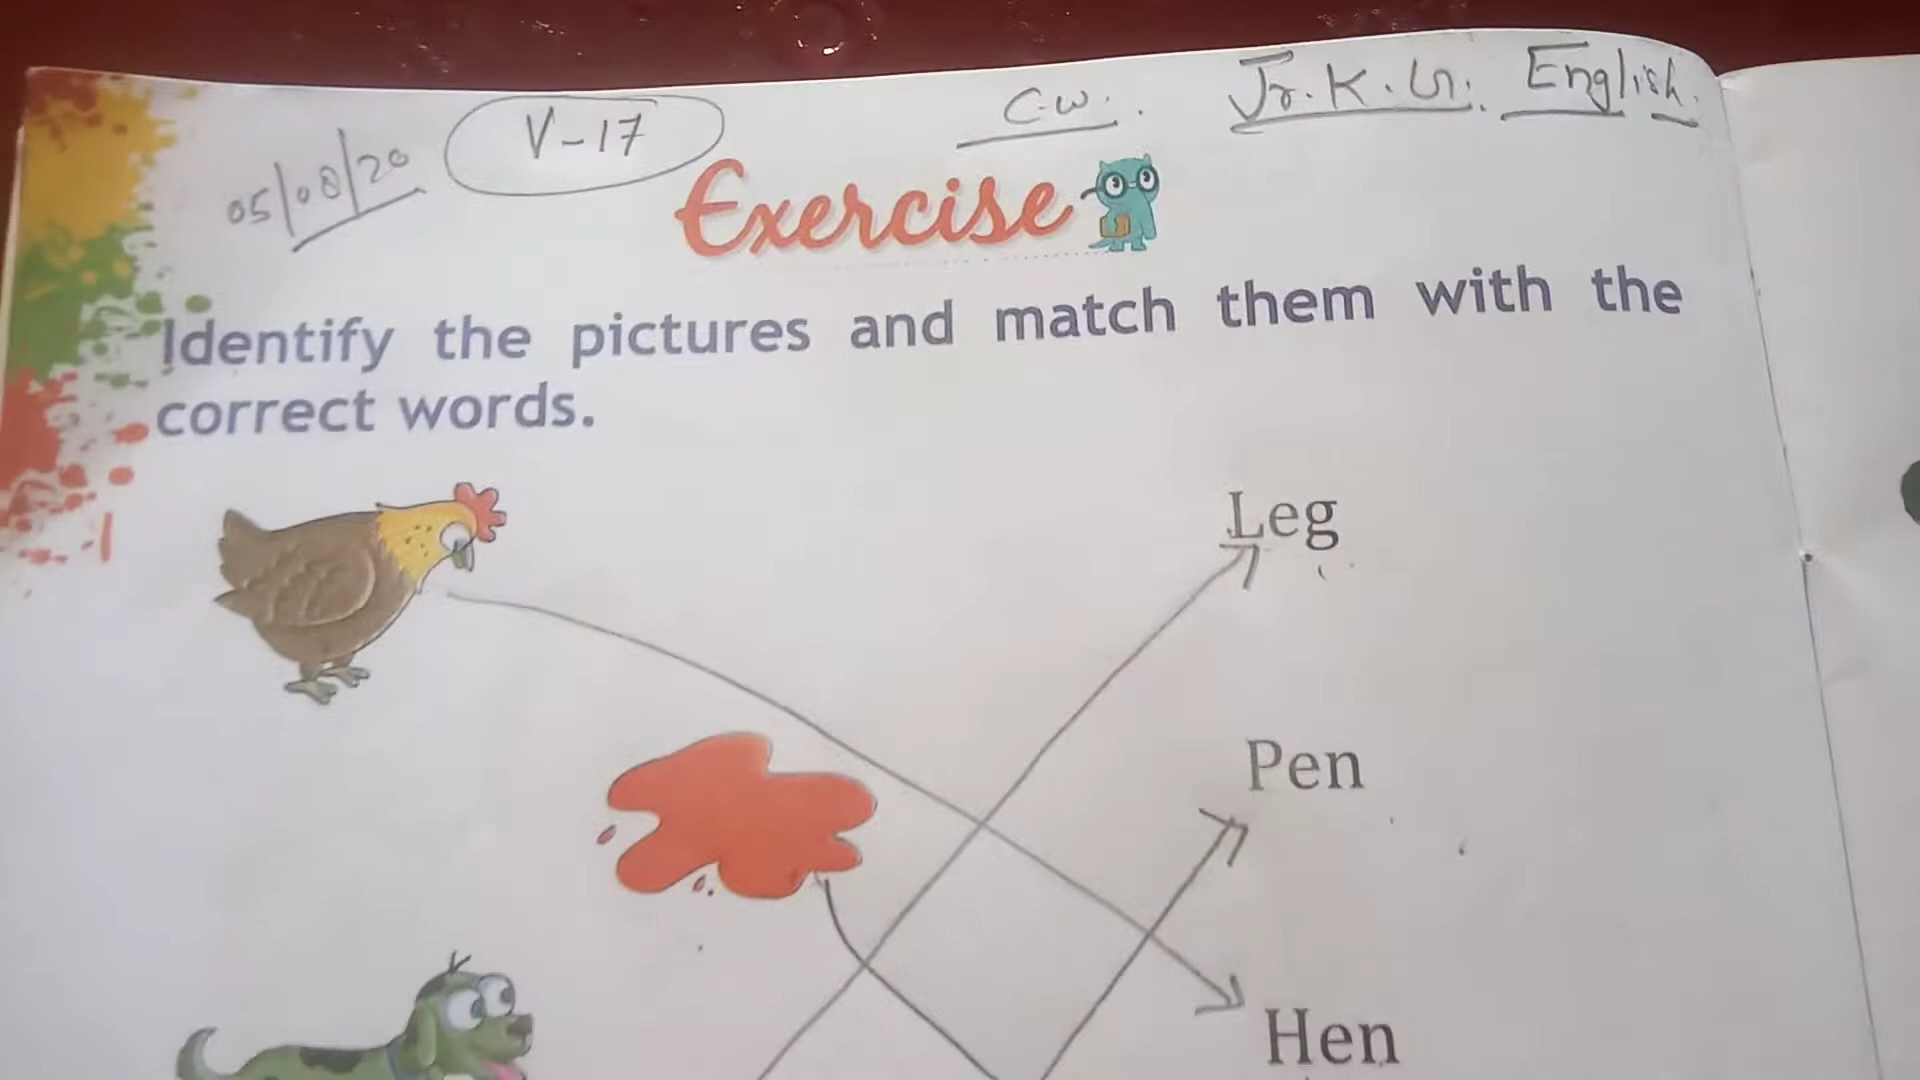 C.W. Jr. K. G. English.
05/08/20 V-17
Exercise
Identify the pictures and match them with the
correct words.
Leg
Pen
Hen